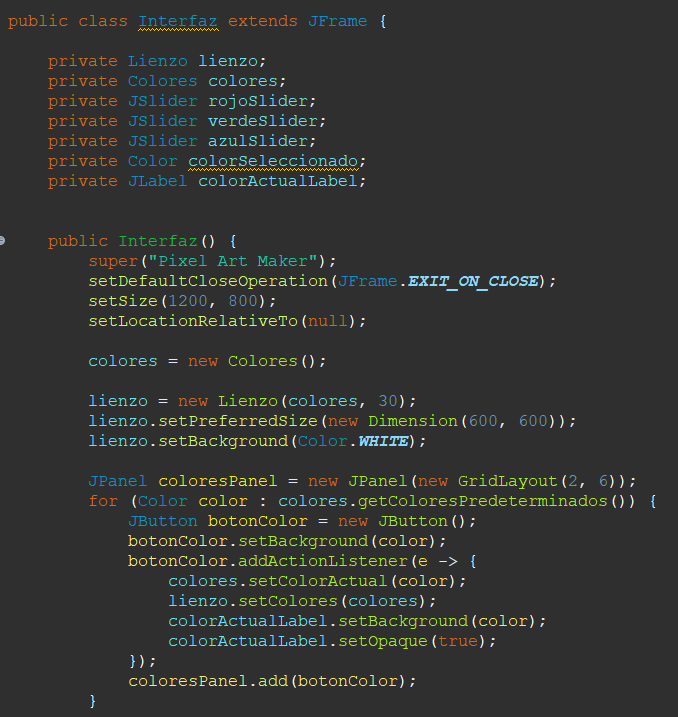 public class Interfaz extends JFrame {
private Lienzo lienzo;
private Colores colores;
private JSlider rojoSlider;
private JSlider verdeSlider;
private JSlider azulSlider;
private Color colorSeleccionado;
private JLabel colorActualLabel;
public Interfaz() {
super("Pixel Art Maker");
setDefaultCloseOperation(JFrame.EXIT_ON_CLOSE);
setSize(1200, 800);
setLocationRelativeTo(null);
colores = new Colores();
lienzo = new Lienzo(colores, 30);
lienzo.setPreferredSize(new Dimension(600, 600));
lienzo.setBackground(Color.WHITE);
JPanel coloresPanel = new JPanel(new GridLayout(2, 6));
for (Color color : colores.getColoresPredeterminados()) {
JButton botonColor = new JButton();
botonColor.setBackground(color);
botonColor.addActionListener(e -> {
colores.setColorActual(color);
lienzo.setColores(colores);
colorActualLabel.setBackground(color);
colorActualLabel.setOpaque(true);
});
coloresPanel.add(botonColor);
}